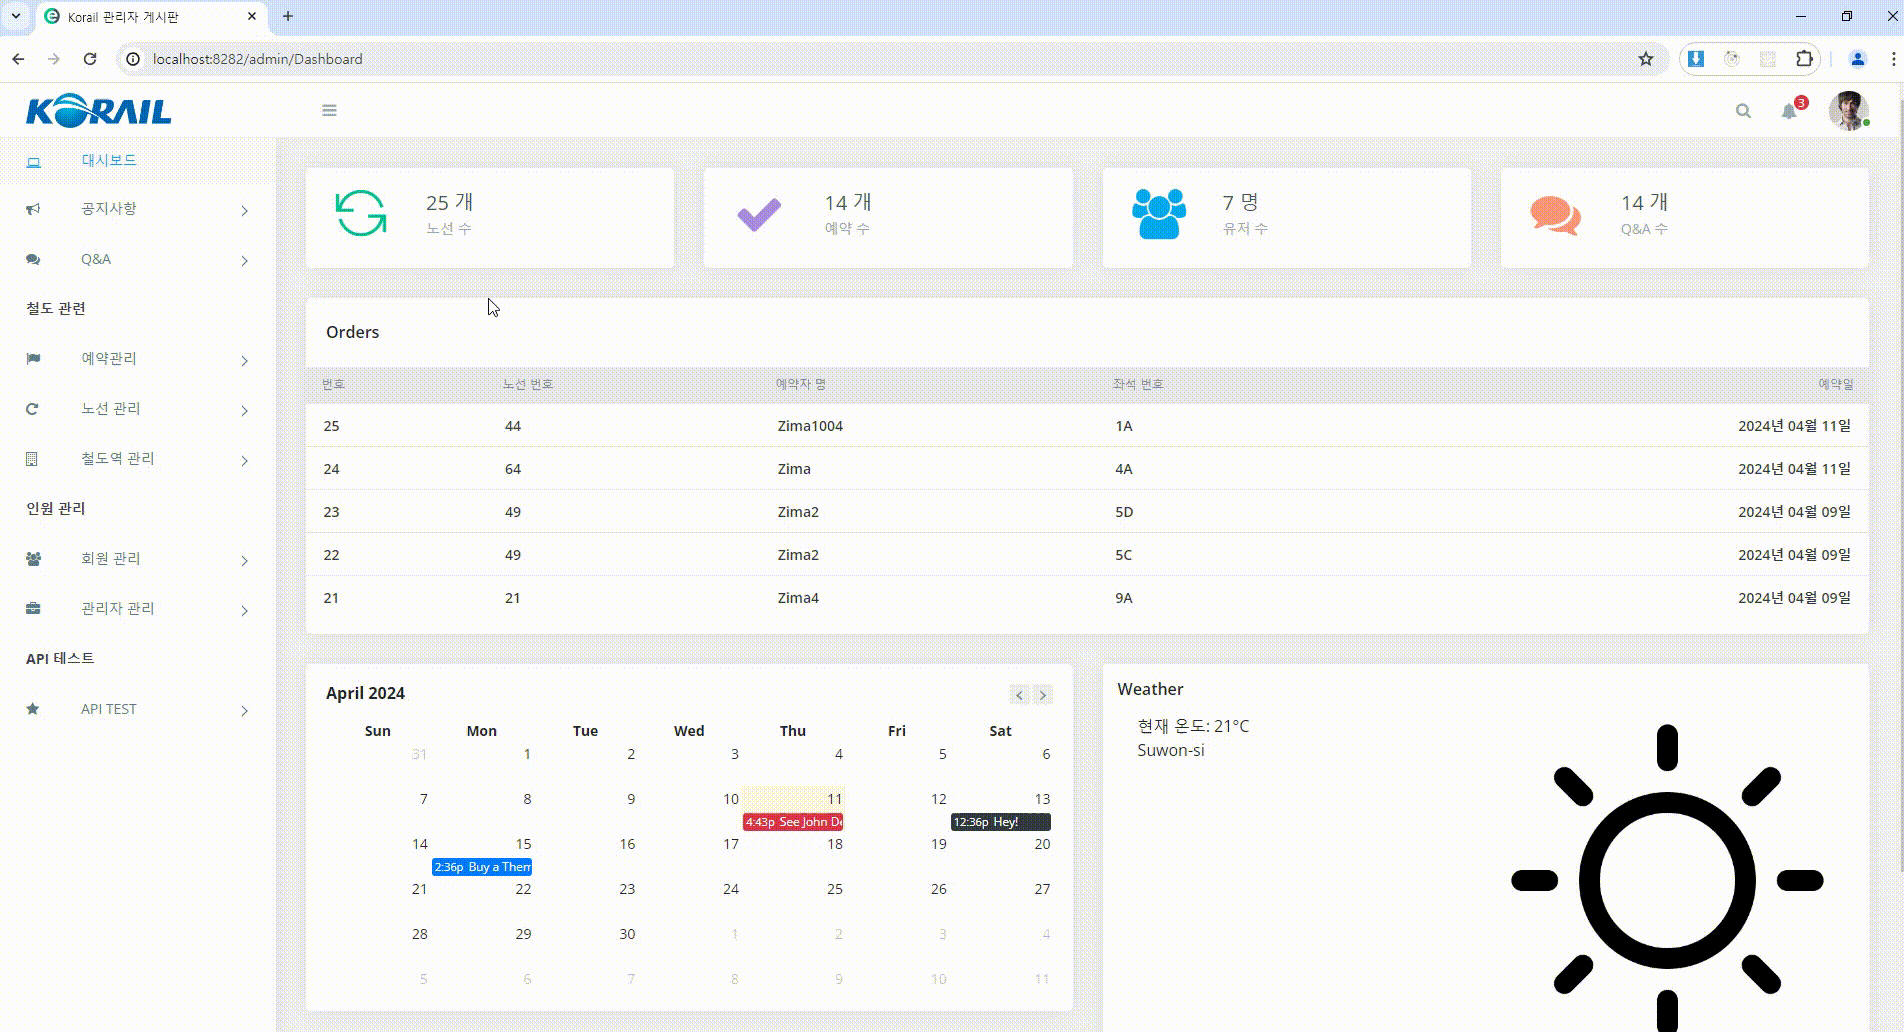 Korail 관리자 게시판
localhost:8282/admin/Dashboard
KORAIL
3
대시보드
공지사항
Q&A
철도 관련
예약관리
노선 관리
철도역 관리
인원 관리
회원 관리
관리자 관리
API 테스트
API TEST
25 개
노선 수
14 개
예약 수
7 명
유저 수
14 개
Q&A 수
Orders
번호 노선 번호 예약자 명 좌석 번호 예약일
25 44 Zima1004 1A 2024년 04월 11일
24 64 Zima 4A 2024년 04월 11일
23 49 Zima2 5D 2024년 04월 09일
22 49 Zima2 5C 2024년 04월 09일
21 21 Zima4 9A 2024년 04월 09일
April 2024
Sun Mon Tue Wed Thu Fri Sat
31 1 2 3 4 5 6
7 8 9 10 11 12 13
4:43p See John De 12:36p Hey!
14 15 16 17 18 19 20
2:36p Buy a Them
21 22 23 24 25 26 27
28 29 30 1 2 3 4
5 6 7 8 9 10 11
Weather
현재 온도: 21°C
Suwon-si